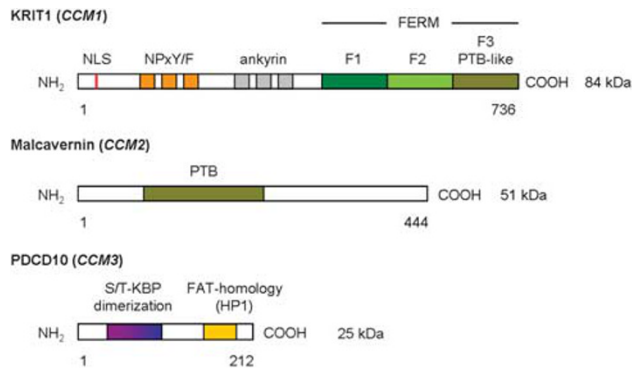 KRIT1 (CCM1)
FERM
F3
NLS NPxY/F ankyrin F1 F2 PTB-like
NH2 COOH 84 kDa
1 736
Malcavernin (CCM2)
PTB
NH2 COOH 51 kDa
1 444
PDCD10 (CCM3)
S/T-KBP FAT-homology
dimerization (HP1)
NH2 COOH 25 kDa
1 212